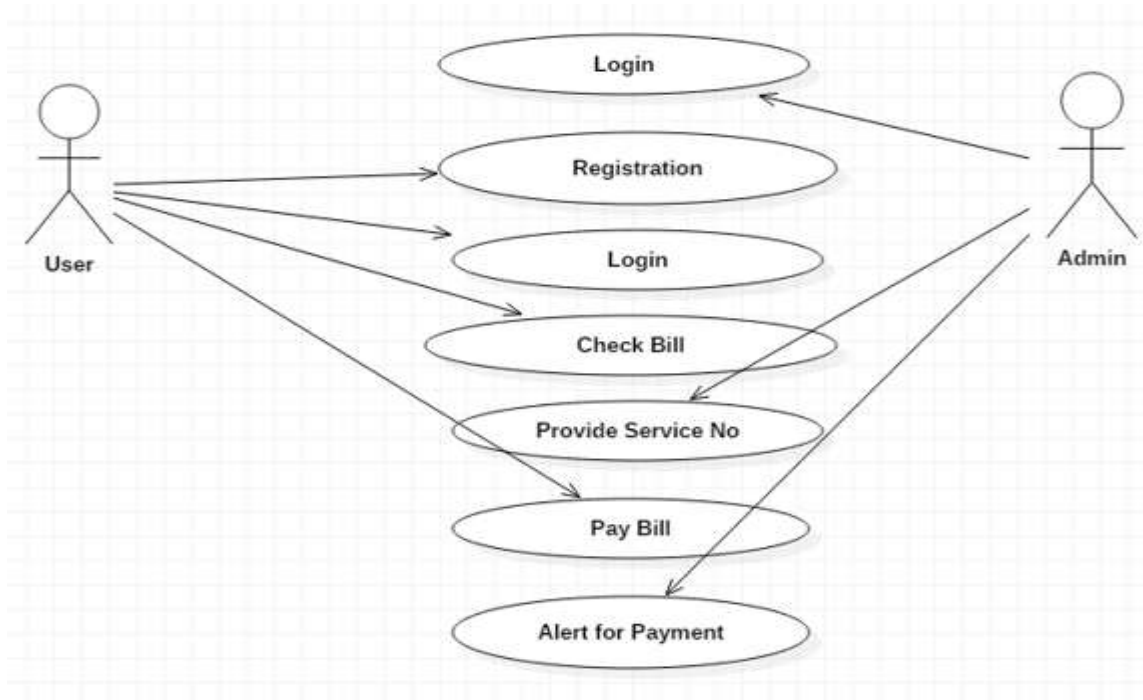 Login
Registration
User
Login
Admin
Check Bill
Provide Service No
Pay Bill
Alert for Payment